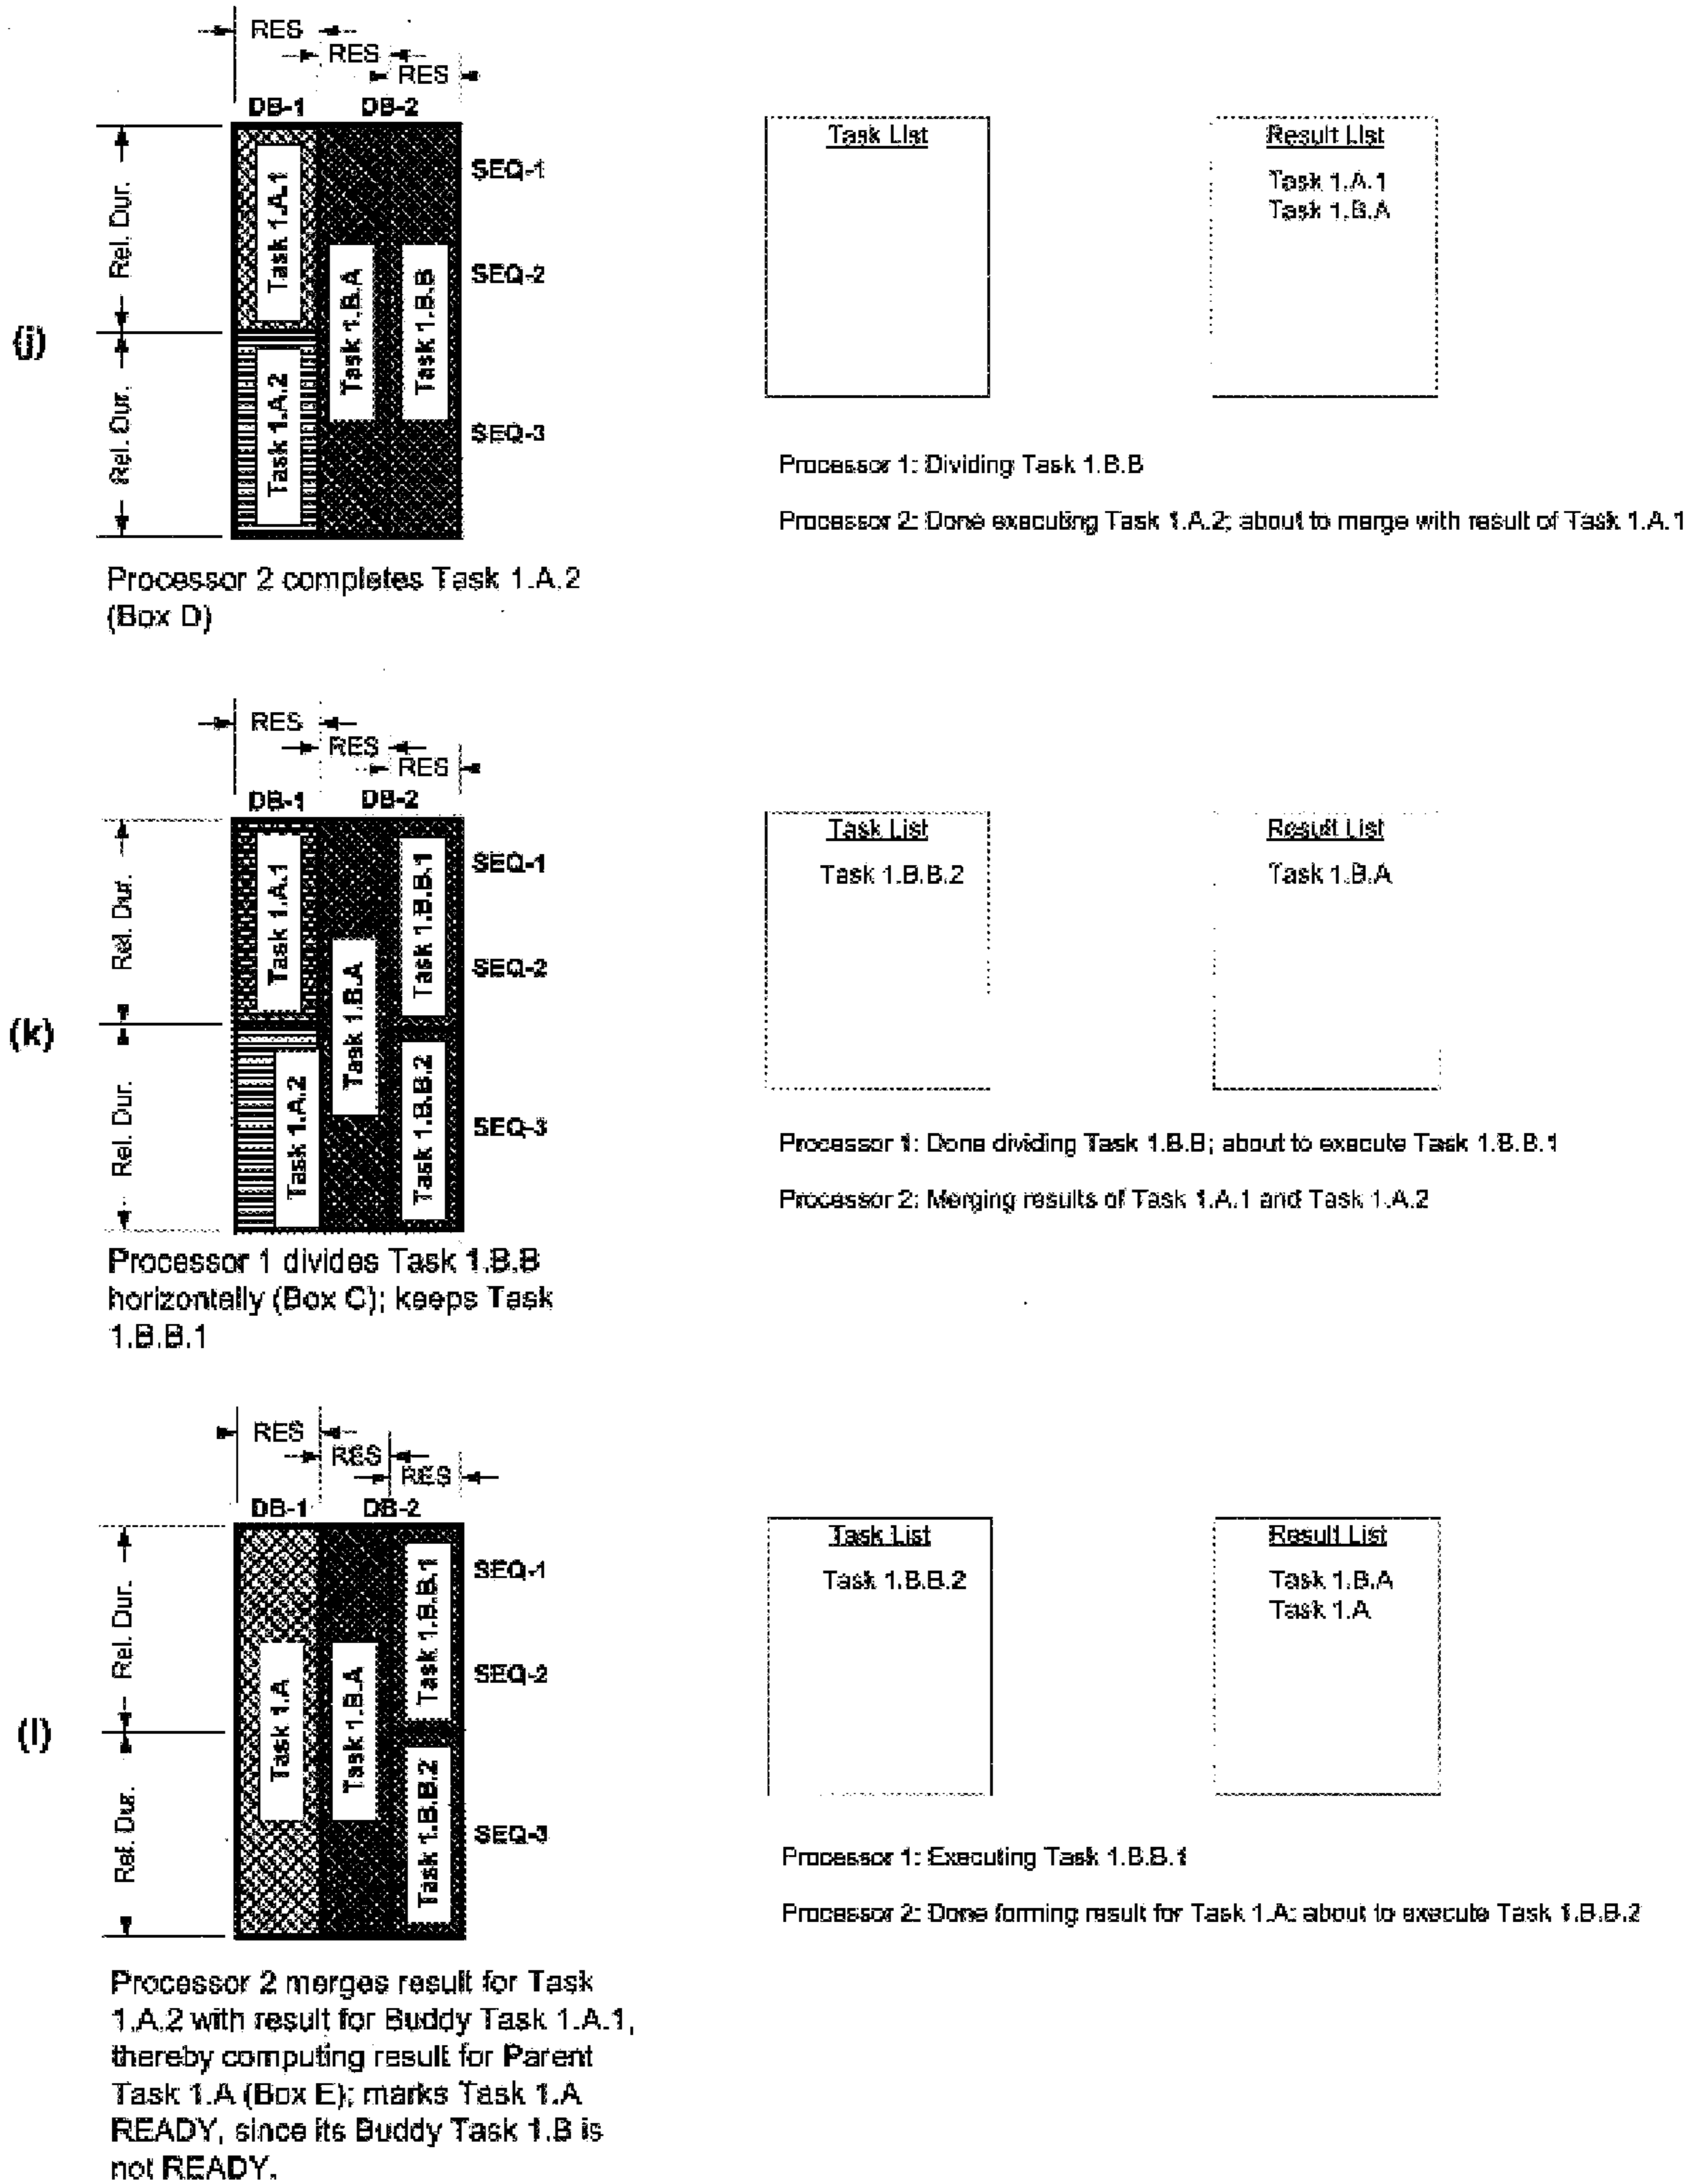 RES
RES
RES
DB-1 DB-2
Task List
Result List
Task 1.A.1
Task 1.B.A
(j)
Rel. Dur.
Rel. Dur.
Task 1.A.1
Task 1.A.2
Task 1.B.A
Task 1.B.B
SEQ-1
SEQ-2
SEQ-3
Processor 1: Dividing Task 1.B.B
Processor 2: Done executing Task 1.A.2; about to merge with result of Task 1.A.1
Processor 2 completes Task 1.A.2
(Box D)
RES
RES
RES
DB-1 DB-2
Task List
Task 1.B.B.2
Result List
Task 1.B.A
(k)
Rel. Dur.
Rel. Dur.
Task 1.A.1
Task 1.A.2
Task 1.B.A
Task 1.B.B.1
Task 1.B.B.2
SEQ-1
SEQ-2
SEQ-3
Processor 1: Done dividing Task 1.B.B; about to execute Task 1.B.B.1
Processor 2: Merging results of Task 1.A.1 and Task 1.A.2
Processor 1 divides Task 1.B.B
horizontally (Box C); keeps Task
1.B.B.1
RES
RES
RES
DB-1 DB-2
Task List
Task 1.B.B.2
Result List
Task 1.B.A
Task 1.A
(l)
Rel. Dur.
Rel. Dur.
Task 1.A
Task 1.B.A
Task 1.B.B.1
Task 1.B.B.2
SEQ-1
SEQ-2
SEQ-3
Processor 1: Executing Task 1.B.B.1
Processor 2: Done forming result for Task 1.A; about to execute Task 1.B.B.2
Processor 2 merges result for Task
1.A.2 with result for Buddy Task 1.A.1,
thereby computing result for Parent
Task 1.A (Box E); marks Task 1.A
READY, since its Buddy Task 1.B is
not READY.